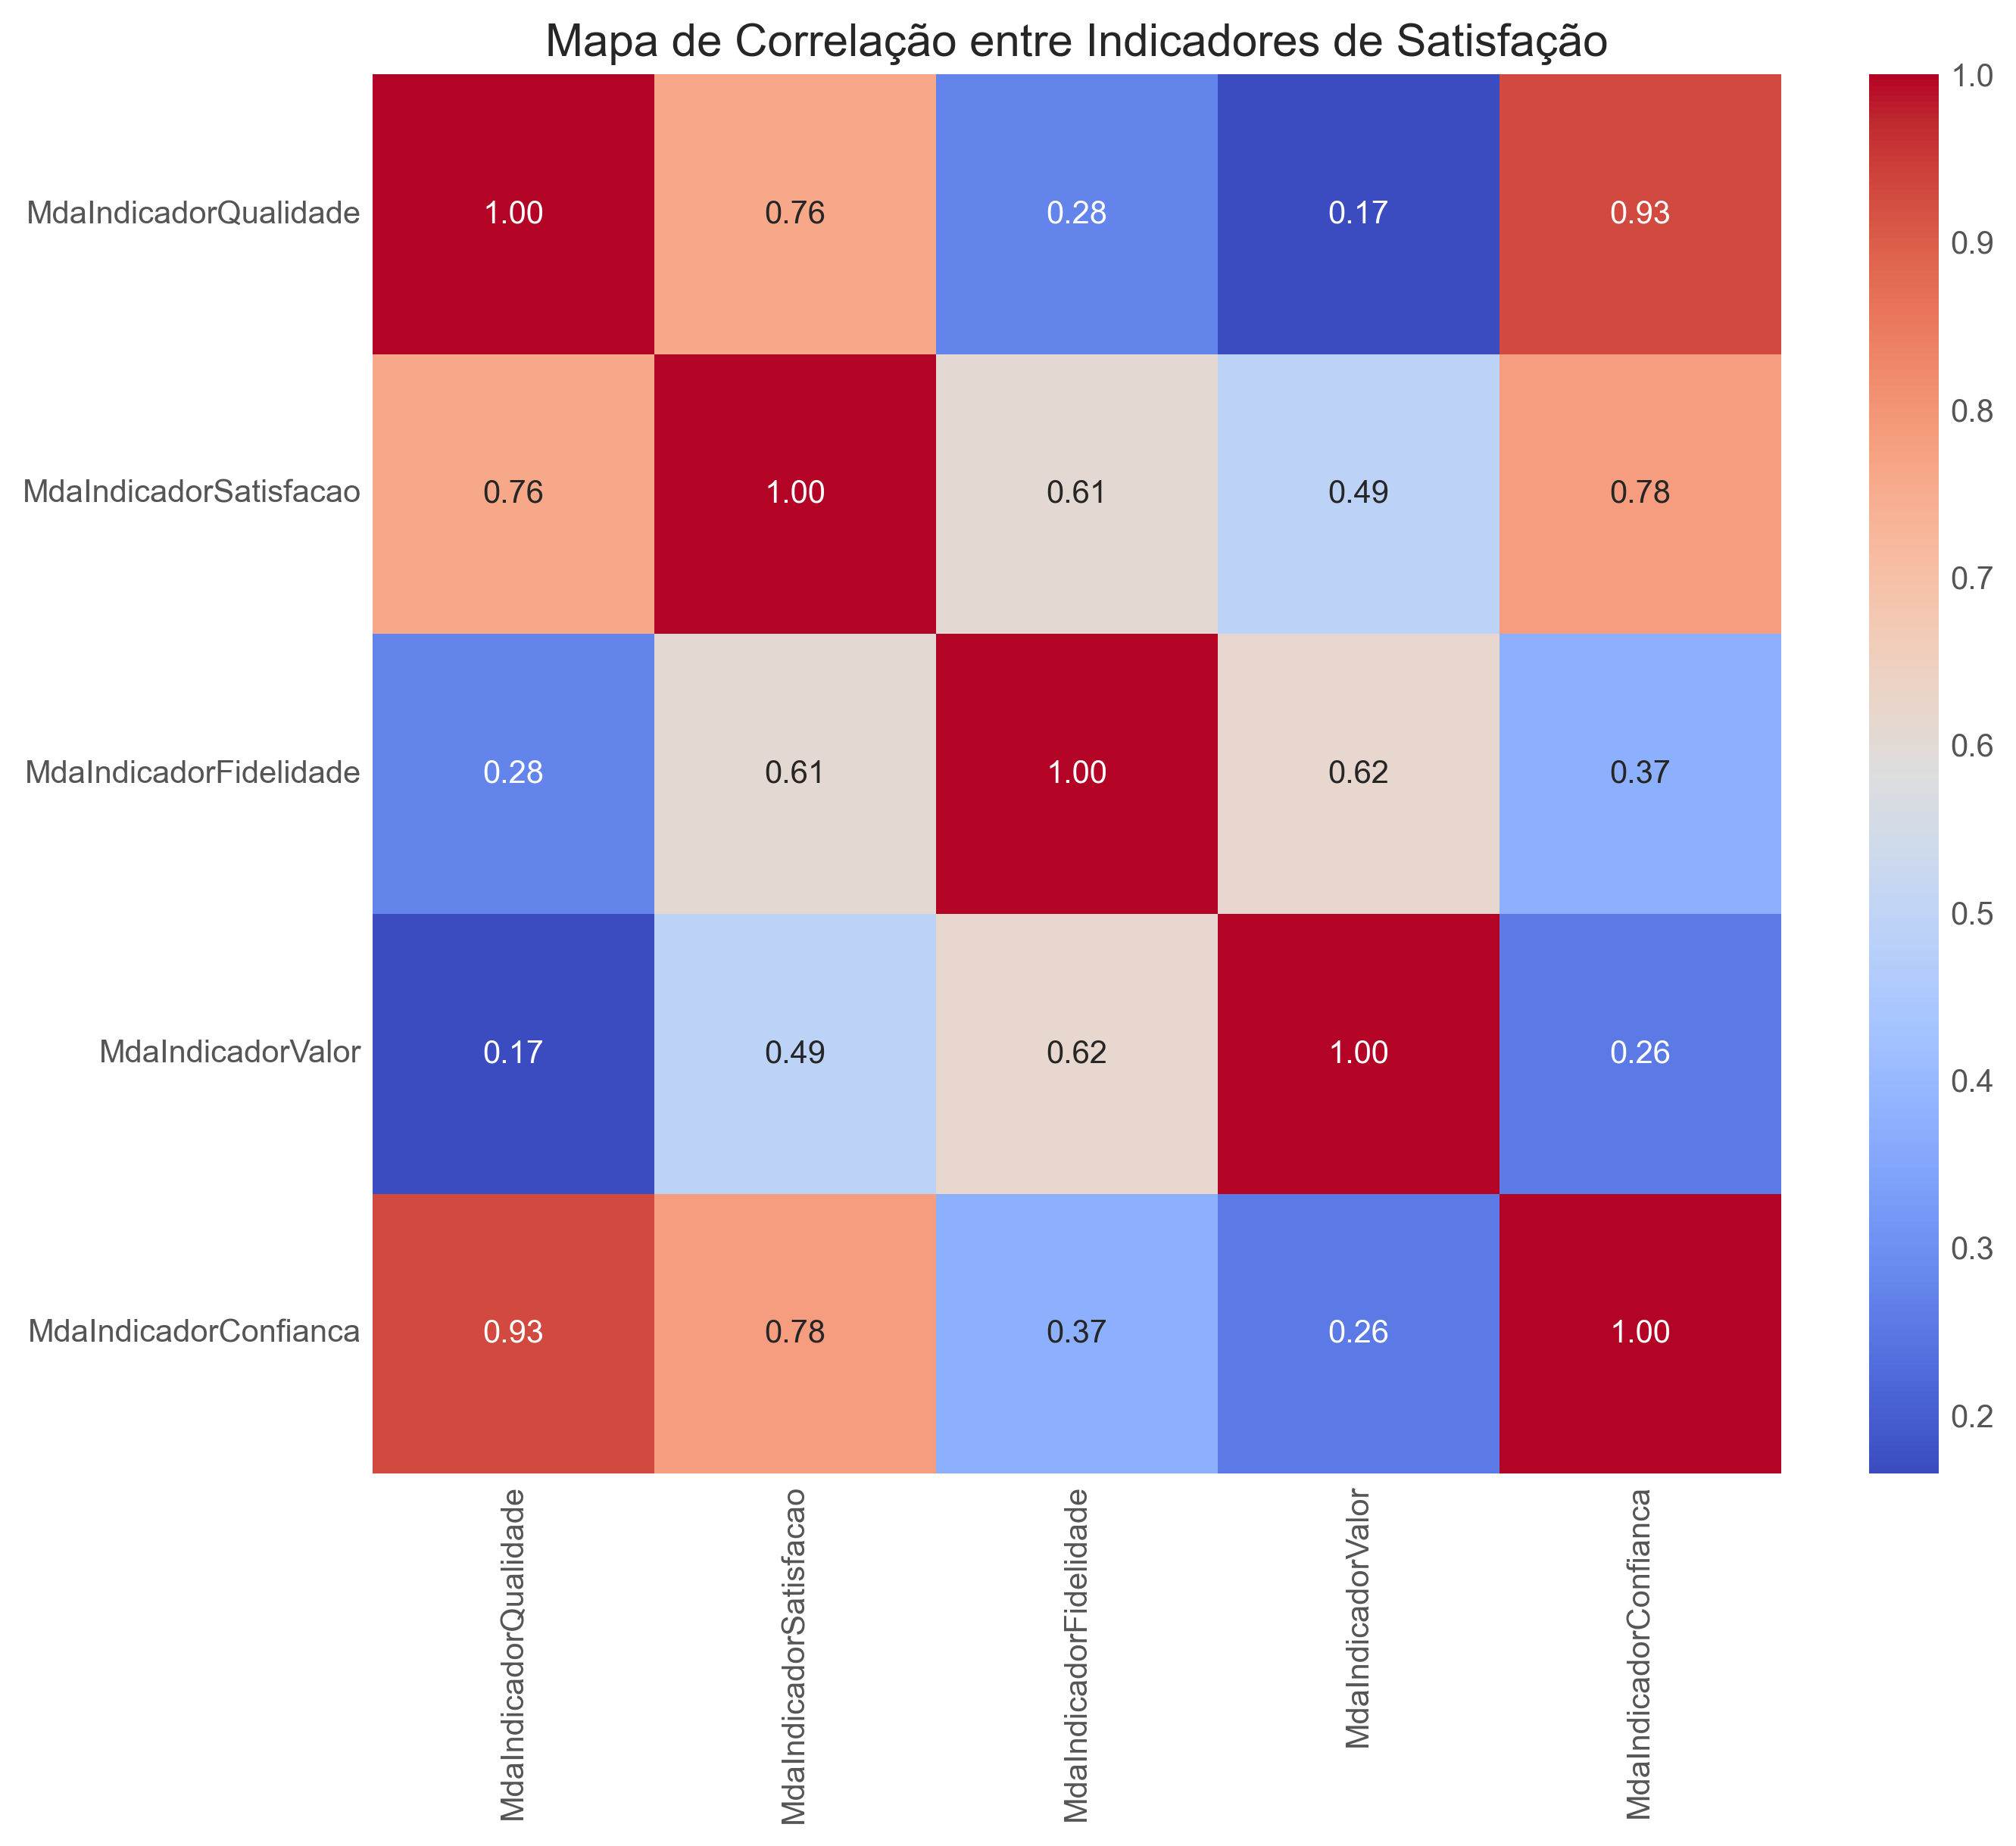 Mapa de Correlação entre Indicadores de Satisfação
MdaIndicadorQualidade 1.00 0.76 0.28 0.17 0.93
MdaIndicadorSatisfacao 0.76 1.00 0.61 0.49 0.78
MdaIndicadorFidelidade 0.28 0.61 1.00 0.62 0.37
MdaIndicadorValor 0.17 0.49 0.62 1.00 0.26
MdaIndicadorConfianca 0.93 0.78 0.37 0.26 1.00
MdaIndicadorQualidade
MdaIndicadorSatisfacao
MdaIndicadorFidelidade
MdaIndicadorValor
MdaIndicadorConfianca
1.0
0.9
0.8
0.7
0.6
0.5
0.4
0.3
0.2